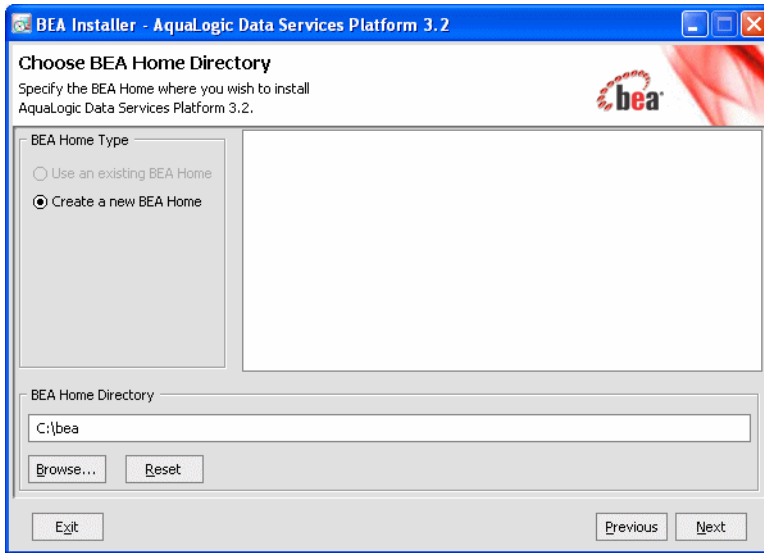 BEA Installer - AquaLogic Data Services Platform 3.2
Choose BEA Home Directory
Specify the BEA Home where you wish to install
AquaLogic Data Services Platform 3.2.
bea
BEA Home Type
Use an existing BEA Home
Create a new BEA Home
BEA Home Directory
C:\bea
Browse...
Reset
Exit
Previous
Next